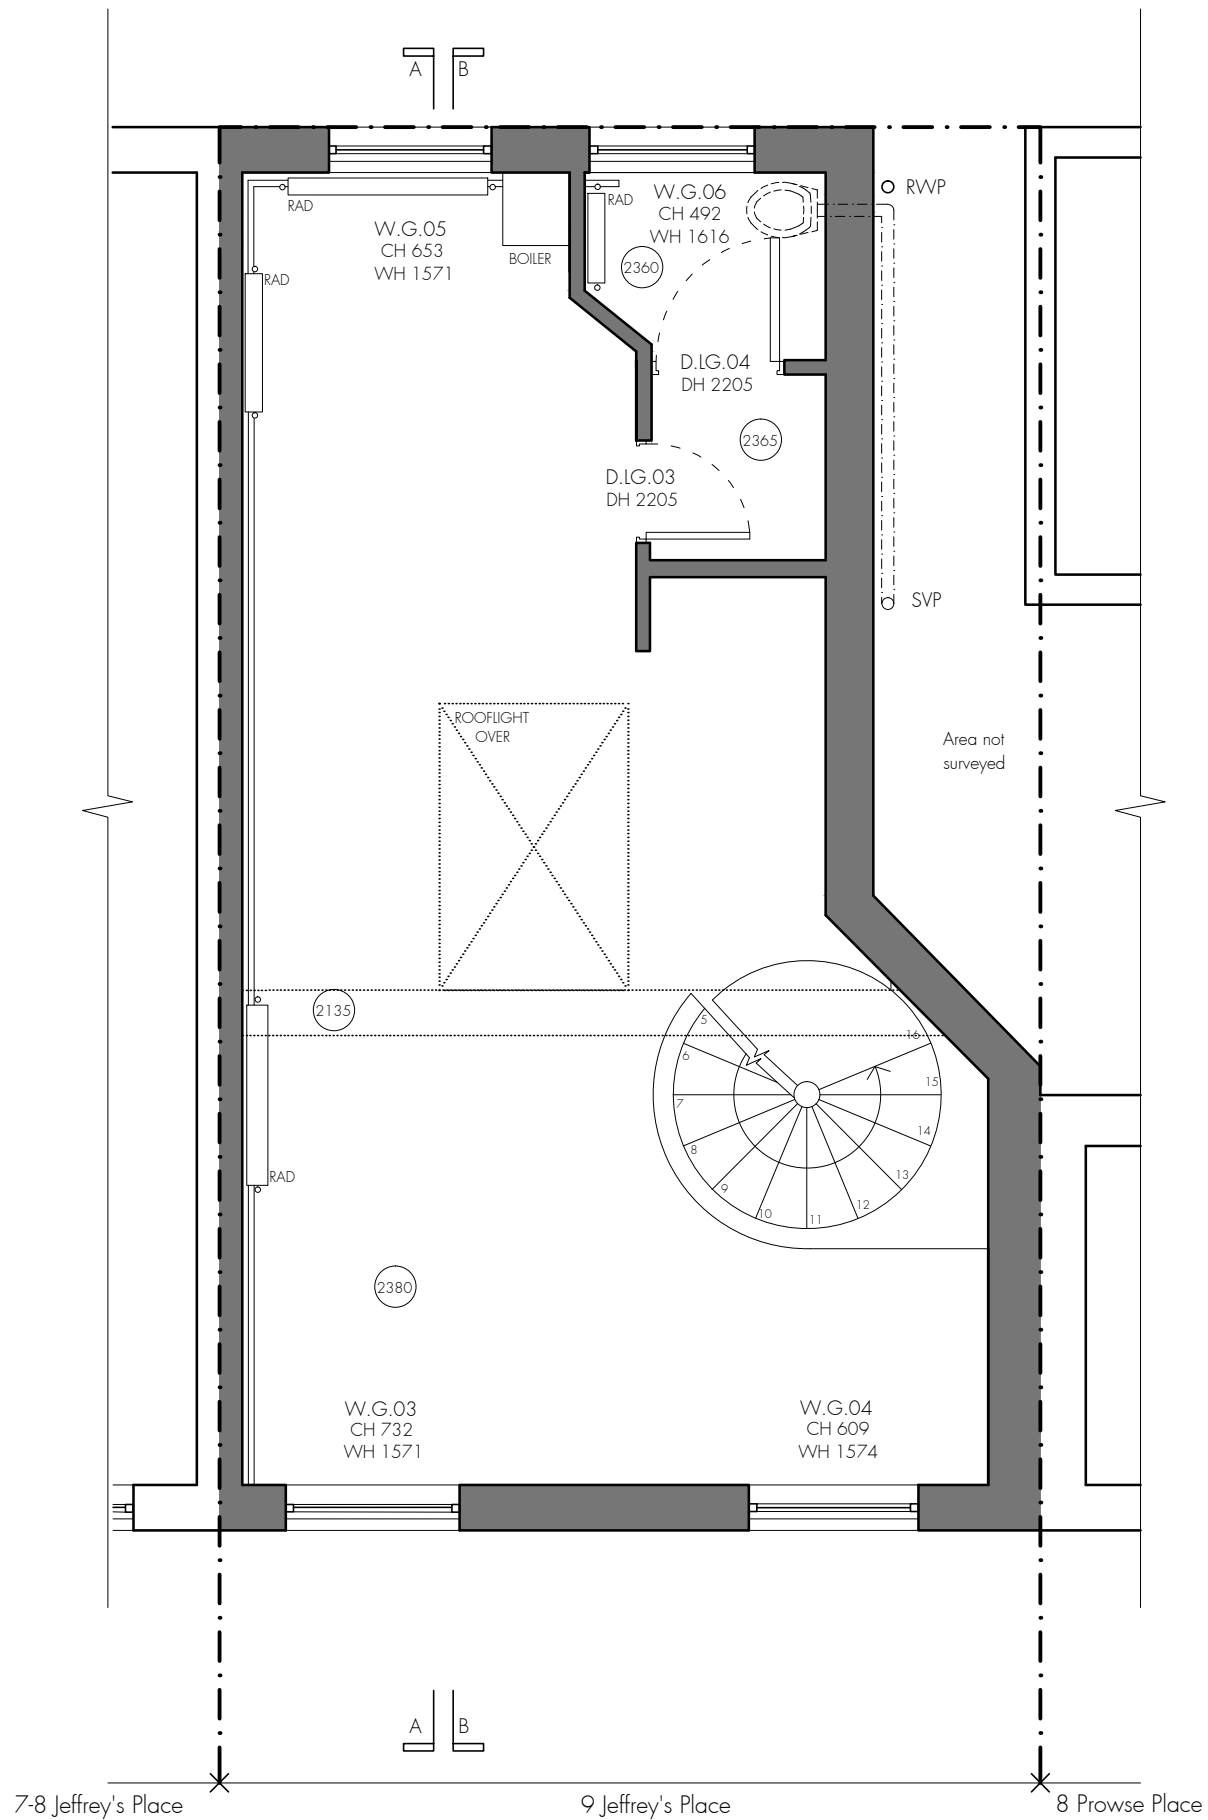 A B
RWP
W.G.06
CH 492
WH 1616
RAD
RAD
W.G.05
CH 653
WH 1571
BOILER
2360
RAD
D.LG.04
DH 2205
2365
D.LG.03
DH 2205
SVP
ROOFLIGHT
OVER
Area not
surveyed
2135
5
6
7
8
9
10
11
12
13
14
15
16
RAD
2380
W.G.03
CH 732
WH 1571
W.G.04
CH 609
WH 1574
A B
7-8 Jeffrey's Place
9 Jeffrey's Place
8 Prowse Place